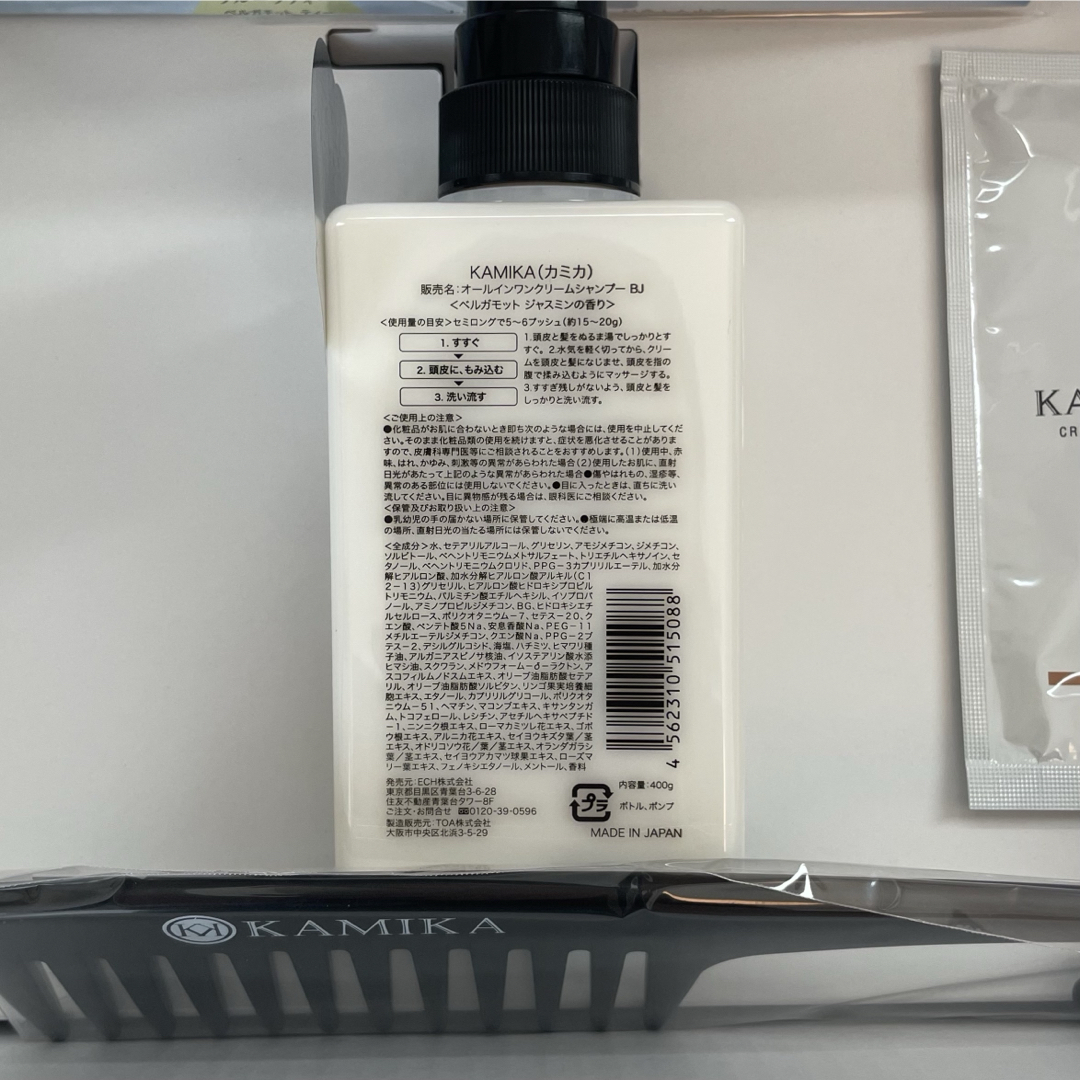 KAMIKA(カミカ)
販売名:オールインワンクリームシャンプー BJ
<ベルガモット ジャスミンの香り>
<使用量の目安>セミロングで5~6プッシュ(約15~20g)
1. すすぐ
2. 頭皮に、もみ込む
3. 洗い流す
1.頭皮と髪をぬるま湯でしっかりとす
すぐ。2.水気を軽く切ってから、クリー
ムを頭皮と髪になじませ、頭皮を指の
腹で揉み込むようにマッサージする。
3.すすぎ残しがないよう、頭皮と髪を
しっかりと洗い流す。
<ご使用上の注意>
●化粧品がお肌に合わないとき即ち次のような場合には、使用を中止してくだ
さい。そのまま化粧品類の使用を続けますと、症状を悪化させることがありま
すので、皮膚科専門医等にご相談されることをおすすめします。(1)使用中、赤
味、はれ、かゆみ、刺激等の異常があらわれた場合(2)使用したお肌に、直射
日光があたって上記のような異常があらわれた場合●傷やはれもの、湿疹等、
異常のある部位には使用しないでください。●目に入ったときは、直ちに洗い
流してください。目に異物感が残る場合は、眼科医にご相談ください。
<保管及びお取り扱い上の注意>
●乳幼児の手の届かない場所に保管してください。●極端に高温または低温
の場所、直射日光の当たる場所には保管しないでください。
<全成分>水、セテアリルアルコール、グリセリン、アモジメチコン、ジメチコン、
ソルビトール、ベヘントリモニウムメトサルフェート、トリエチルヘキサノイン、セ
タノール、ベヘントリモニウムクロリド、PPG-3カプリリルエーテル、加水分
解ヒアルロン酸、加水分解ヒアルロン酸アルキル(C1
2-13)グリセリル、ヒアルロン酸ヒドロキシプロピル
トリモニウム、パルミチン酸エチルヘキシル、イソプロパ
ノール、アミノプロピルジメチコン、BG、ヒドロキシエチ
ルセルロース、ポリクオタニウム-7、セテス-20、ク
エン酸、ペンテト酸5Na、安息香酸Na、PEG-11
メチルエーテルジメチコン、クエン酸Na、PPG-2ブ
テス-2、デシルグルコシド、海塩、ハチミツ、ヒマワリ種
子油、アルガニアスピノサ核油、イソステアリン酸水添
ヒマシ油、スクワラン、メドウフォーム-δ-ラクトン、ア
スコフィルムノドスムエキス、オリーブ油脂肪酸セテア
リル、オリーブ油脂肪酸ソルビタン、リンゴ果実培養細
胞エキス、エタノール、カプリリルグリコール、ポリクオタ
ニウム-51、ヘマチン、マコンブエキス、キサンタンガ
ム、トコフェロール、レシチン、アセチルヘキサペプチド
-1、ニンニク根エキス、ローマカミツレ花エキス、ゴボ
ウ根エキス、アルニカ花エキス、セイヨウキズタ葉/茎
エキス、オドリコソウ花/葉/茎エキス、オランダガラシ
葉/茎エキス、セイヨウアカマツ球果エキス、ローズマ
リー葉エキス、フェノキシエタノール、メントール、香料
発売元:ECH株式会社
東京都目黒区青葉台3-6-28
住友不動産青葉台タワー8F
ご注文・お問合せ 0120-39-0596
製造販売元:TOA株式会社
大阪市中央区北浜3-5-29
4 562310 515088
プラ
内容量:400g
ボトル、ポンプ
MADE IN JAPAN
KA
CR
KAMIKA